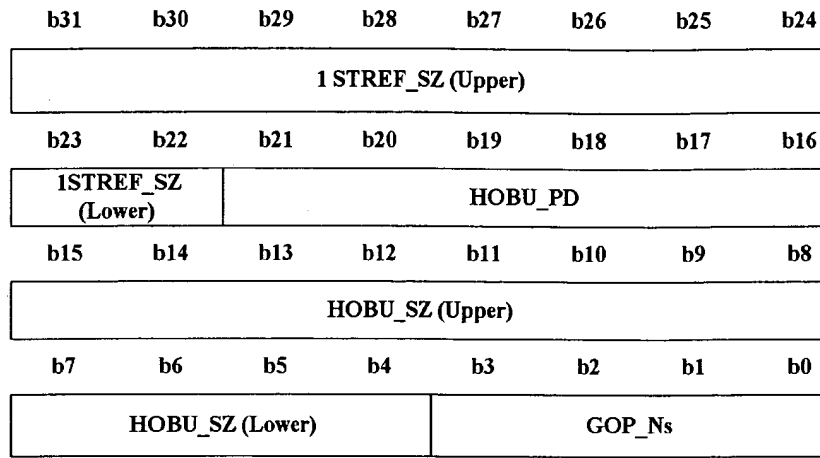 b31 b30 b29 b28 b27 b26 b25 b24
1 STREF_SZ (Upper)
b23 b22 b21 b20 b19 b18 b17 b16
1STREF_SZ
(Lower)
HOBU_PD
b15 b14 b13 b12 b11 b10 b9 b8
HOBU_SZ (Upper)
b7 b6 b5 b4 b3 b2 b1 b0
HOBU_SZ (Lower) GOP_Ns